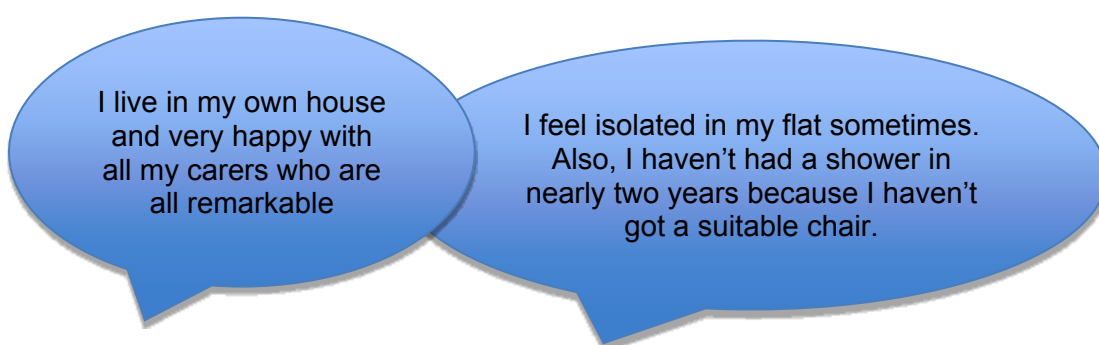 I live in my own house
and very happy with
all my carers who are
all remarkable
I feel isolated in my flat sometimes.
Also, I haven’t had a shower in
nearly two years because I haven’t
got a suitable chair.